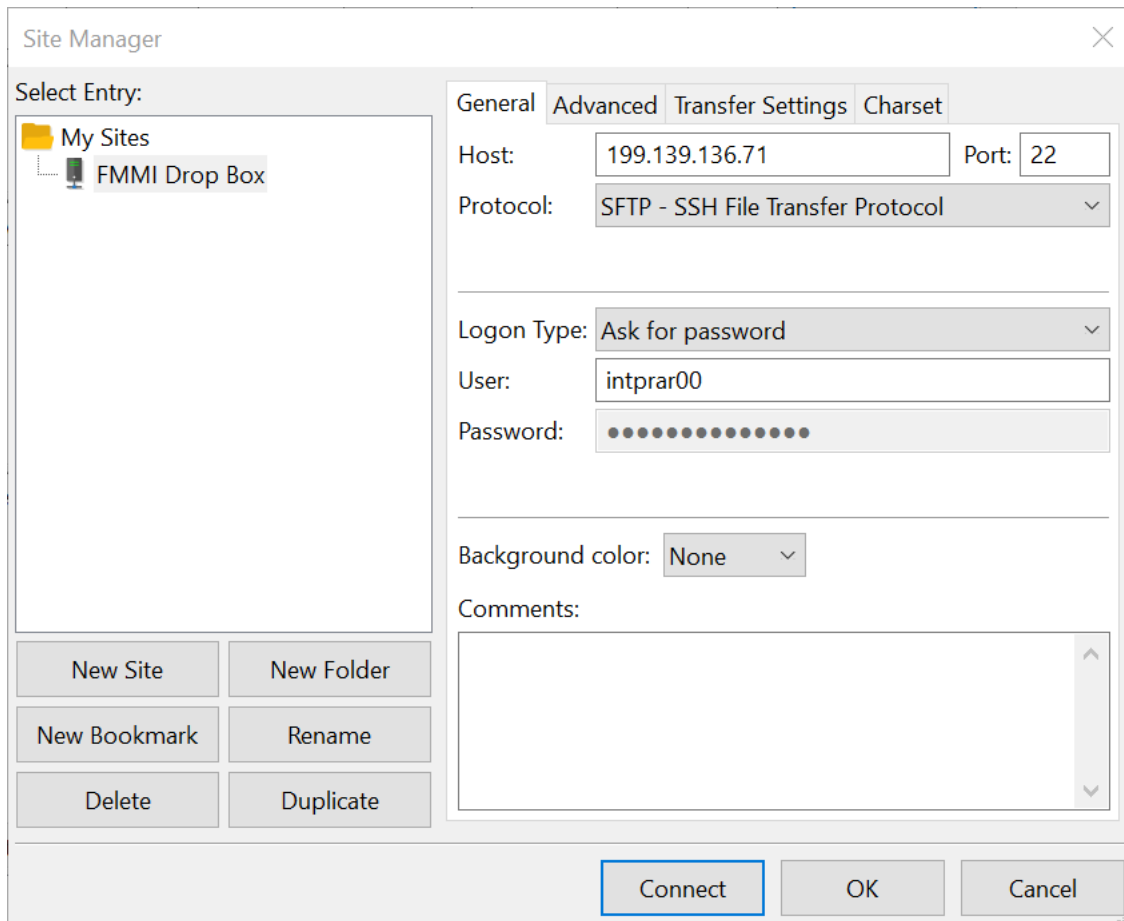 Site Manager
Select Entry:
My Sites
FMMI Drop Box
New Site
New Folder
New Bookmark
Rename
Delete
Duplicate
General
Advanced
Transfer Settings
Charset
Host:
199.139.136.71
Port:
22
Protocol:
SFTP - SSH File Transfer Protocol
Logon Type:
Ask for password
User:
intprar00
Password:
●●●●●●●●●●●●●●
Background color:
None
Comments:
Connect
OK
Cancel